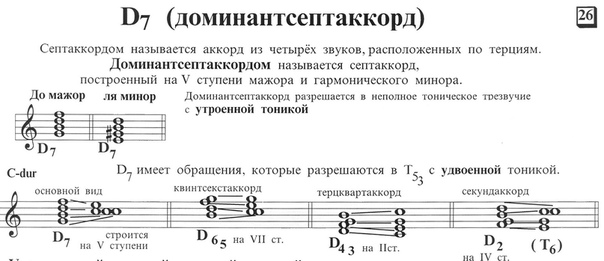 D7 (доминантсептаккорд)
26
Септаккордом называется аккорд из четырёх звуков, расположенных по терциям.
Доминантсептаккордом называется септаккорд,
построенный на V ступени мажора и гармонического минора.
До мажор ля минор
Доминантсептаккорд разрешается в неполное тоническое трезвучие
с утроенной тоникой
D7 D7
C-dur
D7 имеет обращения, которые разрешаются в T53 с удвоенной тоникой.
основной вид квинтсекстаккорд терцквартаккорд секундаккорд
D7 строится на V ступени
D65 на VII ст.
D43 на IIст.
D2 на IV ст.
(T6)